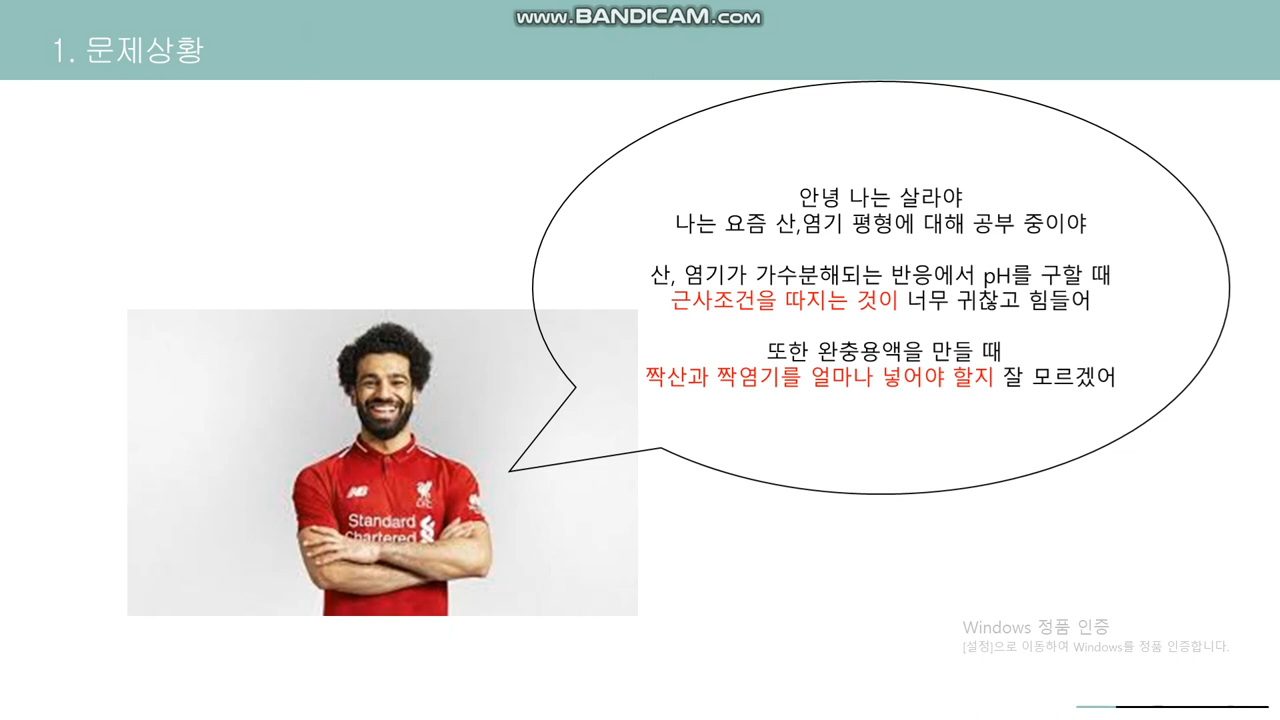 www.BANDICAM.com
1. 문제상황
안녕 나는 살라야
나는 요즘 산,염기 평형에 대해 공부 중이야
산, 염기가 가수분해되는 반응에서 pH를 구할 때
근사조건을 따지는 것이 너무 귀찮고 힘들어
또한 완충용액을 만들 때
짝산과 짝염기를 얼마나 넣어야 할지 잘 모르겠어
Standard
Chartered
Windows 정품 인증
[설정]으로 이동하여 Windows를 정품 인증합니다.